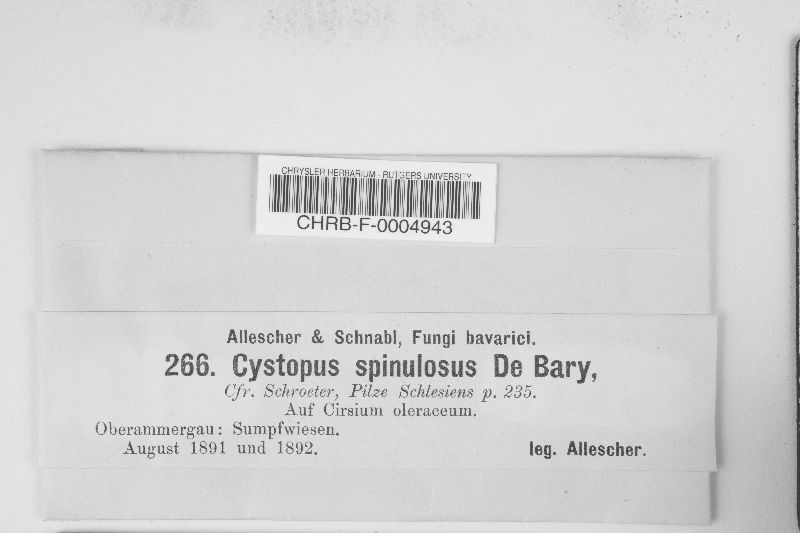 CHRYSLER HERBARIUM - RUTGERS UNIVERSITY
CHRB-F-0004943
Allescher & Schnabl, Fungi bavarici.
266. Cystopus spinulosus De Bary,
Cfr. Schroeter, Pilze Schlesiens p. 235.
Auf Cirsium oleraceum.
Oberammergau: Sumpfwiesen.
August 1891 und 1892.
leg. Allescher.